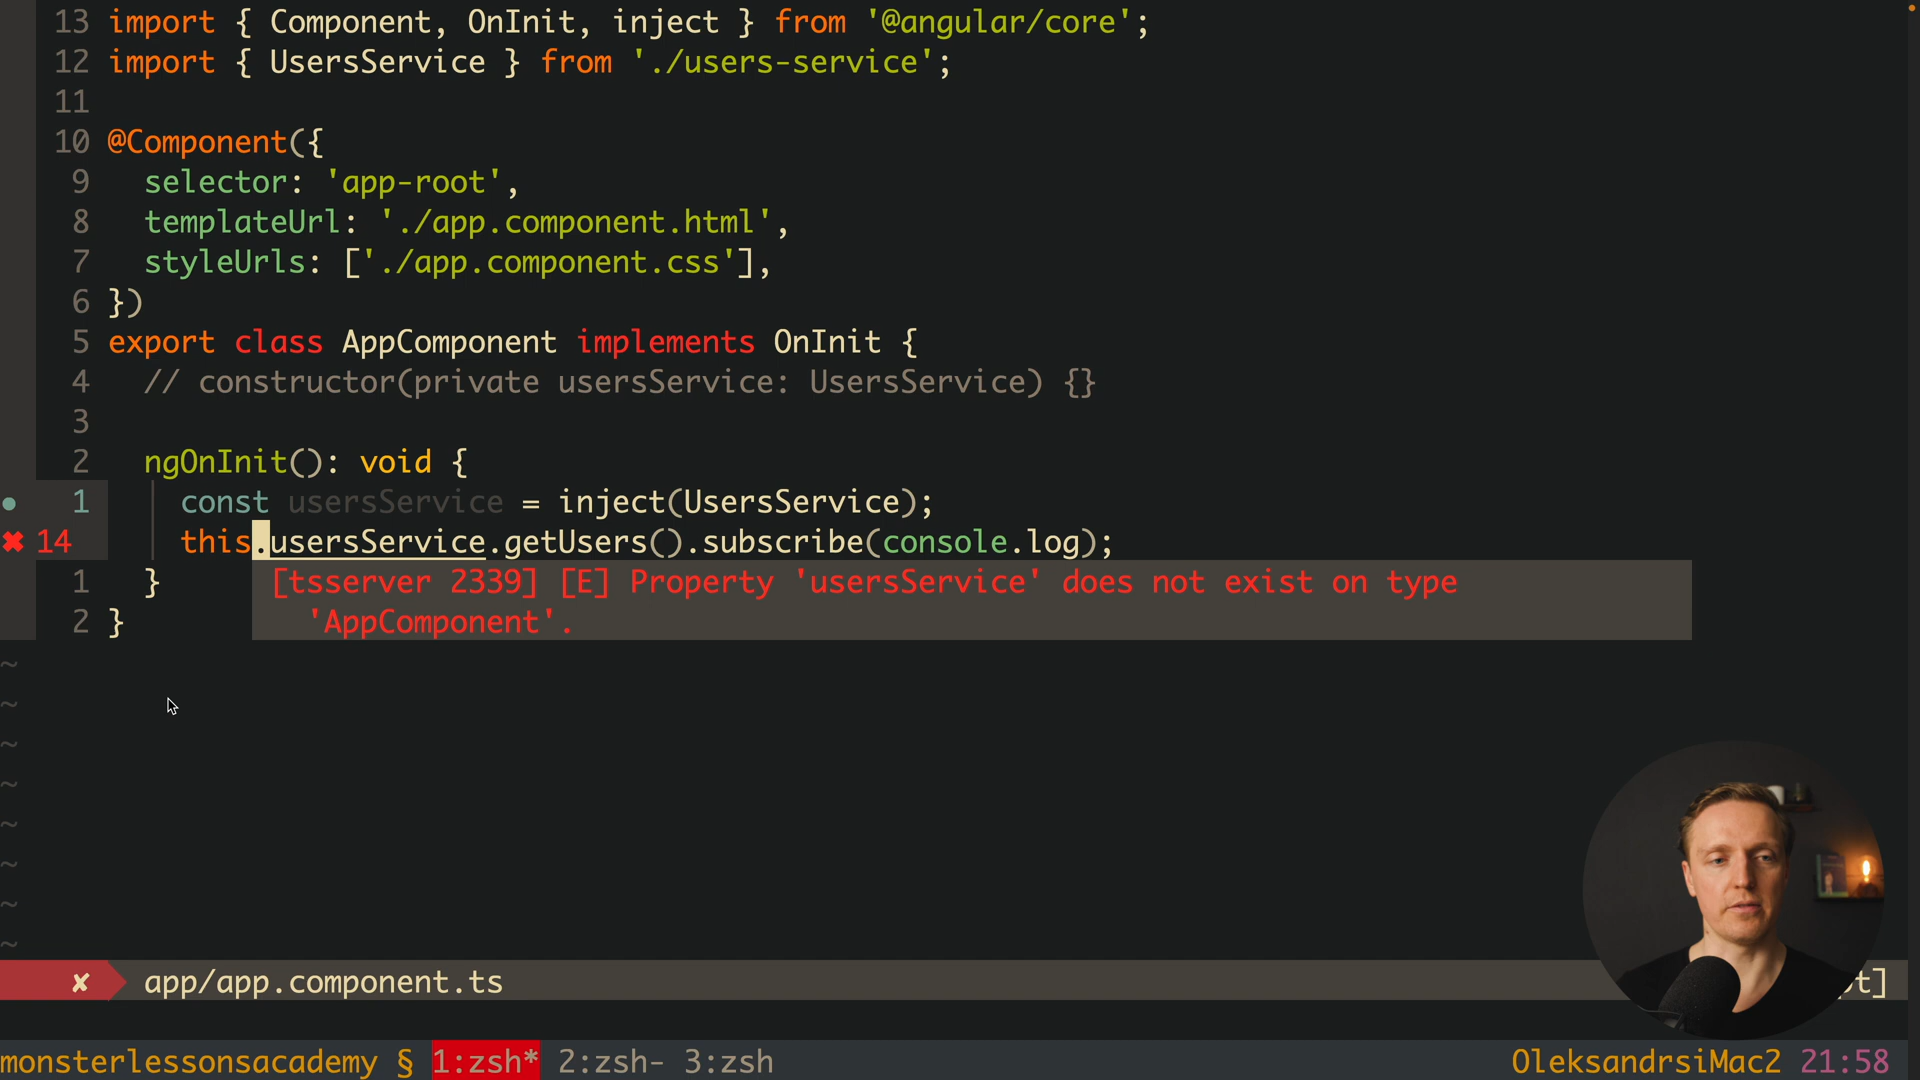 13 import { Component, OnInit, inject } from '@angular/core';
12 import { UsersService } from './users-service';
11
10 @Component({
9 selector: 'app-root',
8 templateUrl: './app.component.html',
7 styleUrls: ['./app.component.css'],
6 })
5 export class AppComponent implements OnInit {
4 // constructor(private usersService: UsersService) {}
3
2 ngOnInit(): void {
1 const usersService = inject(UsersService);
✖ 14 this.usersService.getUsers().subscribe(console.log);
1 }
[tsserver 2339] [E] Property 'usersService' does not exist on type
2 }
'AppComponent'.
~
~
~
~
~
~
~
~
✘ app/app.component.ts
t]
monsterlessonsacademy § 1:zsh* 2:zsh- 3:zsh
OleksandrsiMac2 21:58